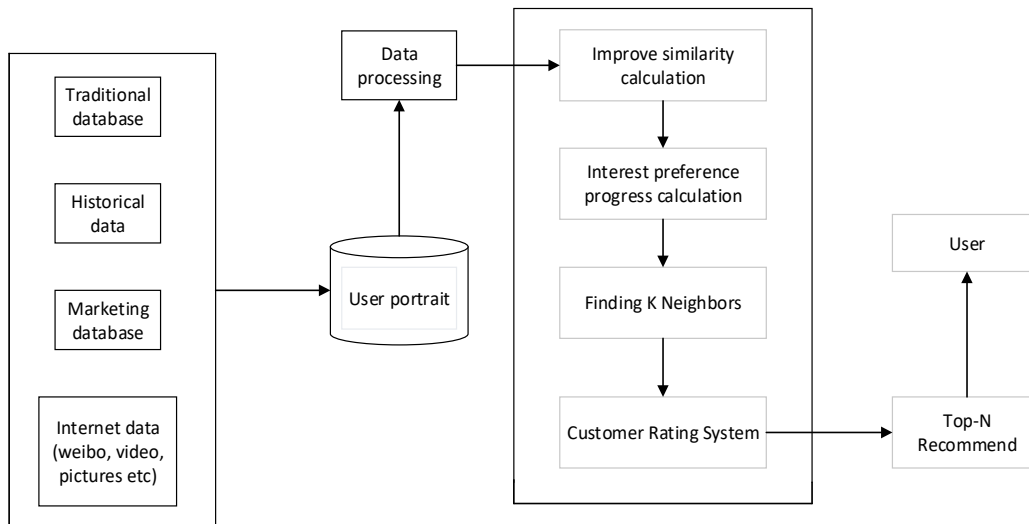 Traditional
database
Historical
data
Marketing
database
Internet data
(weibo, video,
pictures etc)
User portrait
Data
processing
Improve similarity
calculation
Interest preference
progress calculation
Finding K Neighbors
Customer Rating System
Top-N
Recommend
User